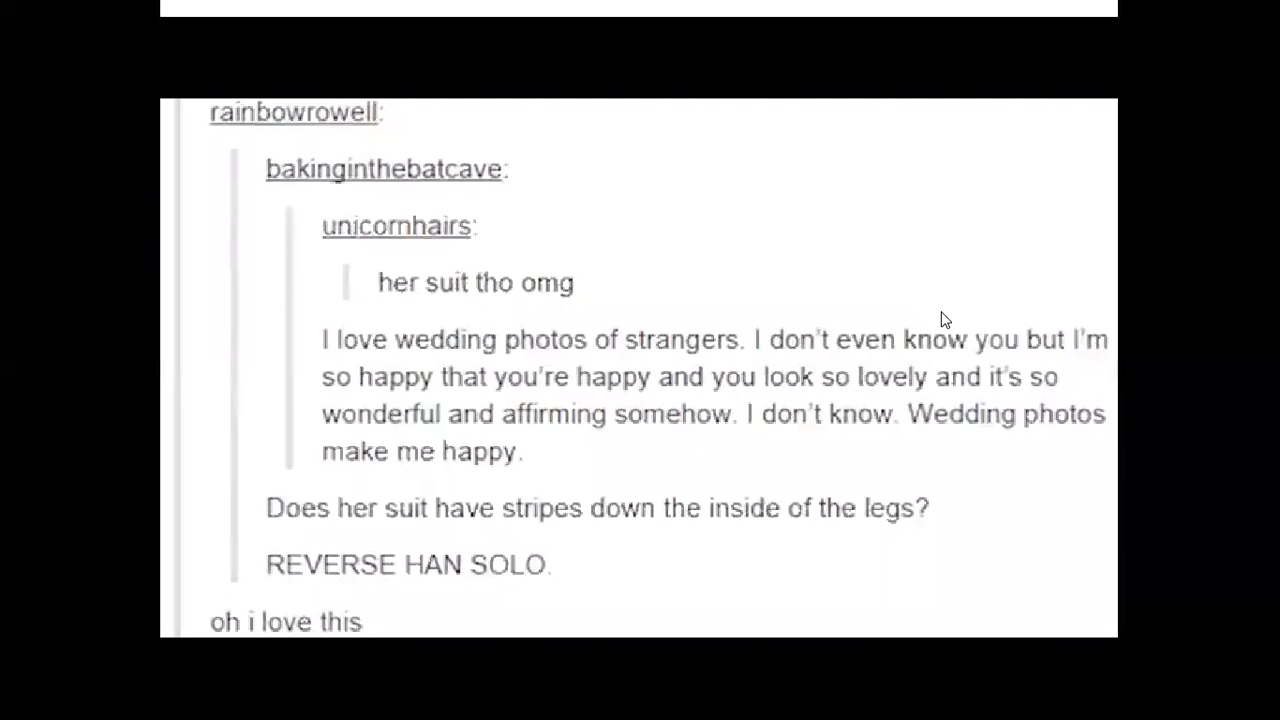 rainbowrowell:
bakinginthebatcave:
unicornhairs:
her suit tho omg
I love wedding photos of strangers. I don't even know you but I'm
so happy that you're happy and you look so lovely and it's so
wonderful and affirming somehow. I don't know. Wedding photos
make me happy.
Does her suit have stripes down the inside of the legs?
REVERSE HAN SOLO.
oh i love this